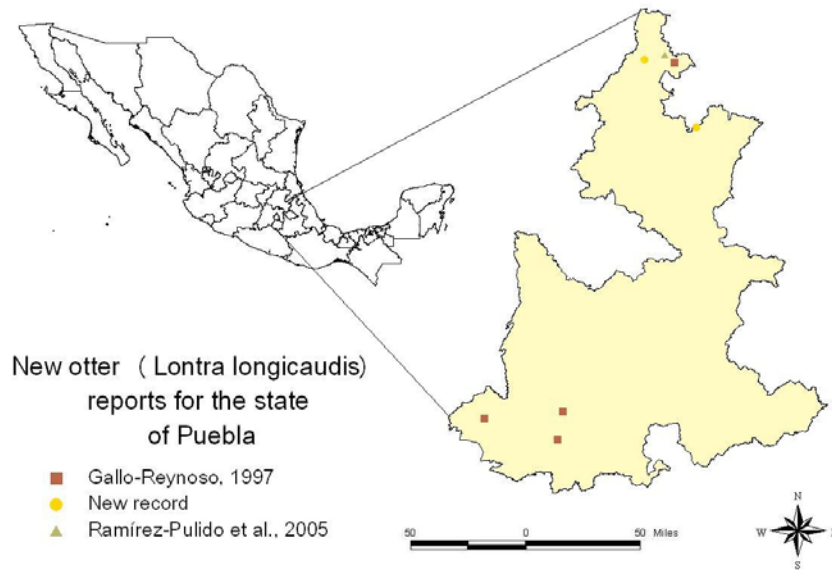 New otter ( Lontra longicaudis)
reports for the state
of Puebla
Gallo-Reynoso, 1997
New record
Ramírez-Pulido et al., 2005
50 0 50 Miles
N
W
S